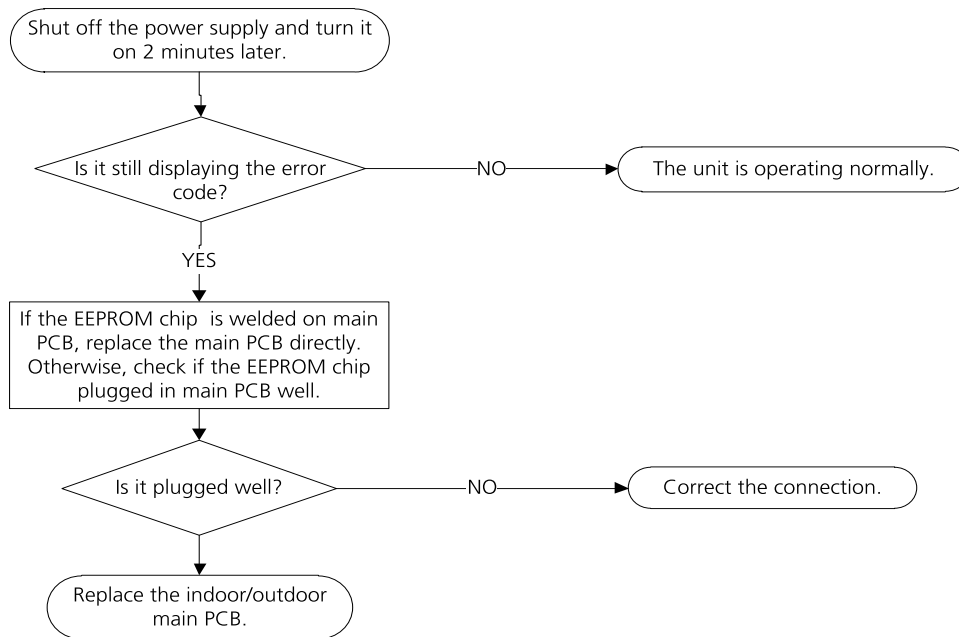 Shut off the power supply and turn it
on 2 minutes later.
Is it still displaying the error
code?
NO
The unit is operating normally.
YES
If the EEPROM chip  is welded on main
PCB, replace the main PCB directly.
Otherwise, check if the EEPROM chip
plugged in main PCB well.
Is it plugged well?
NO
Correct the connection.
Replace the indoor/outdoor
main PCB.